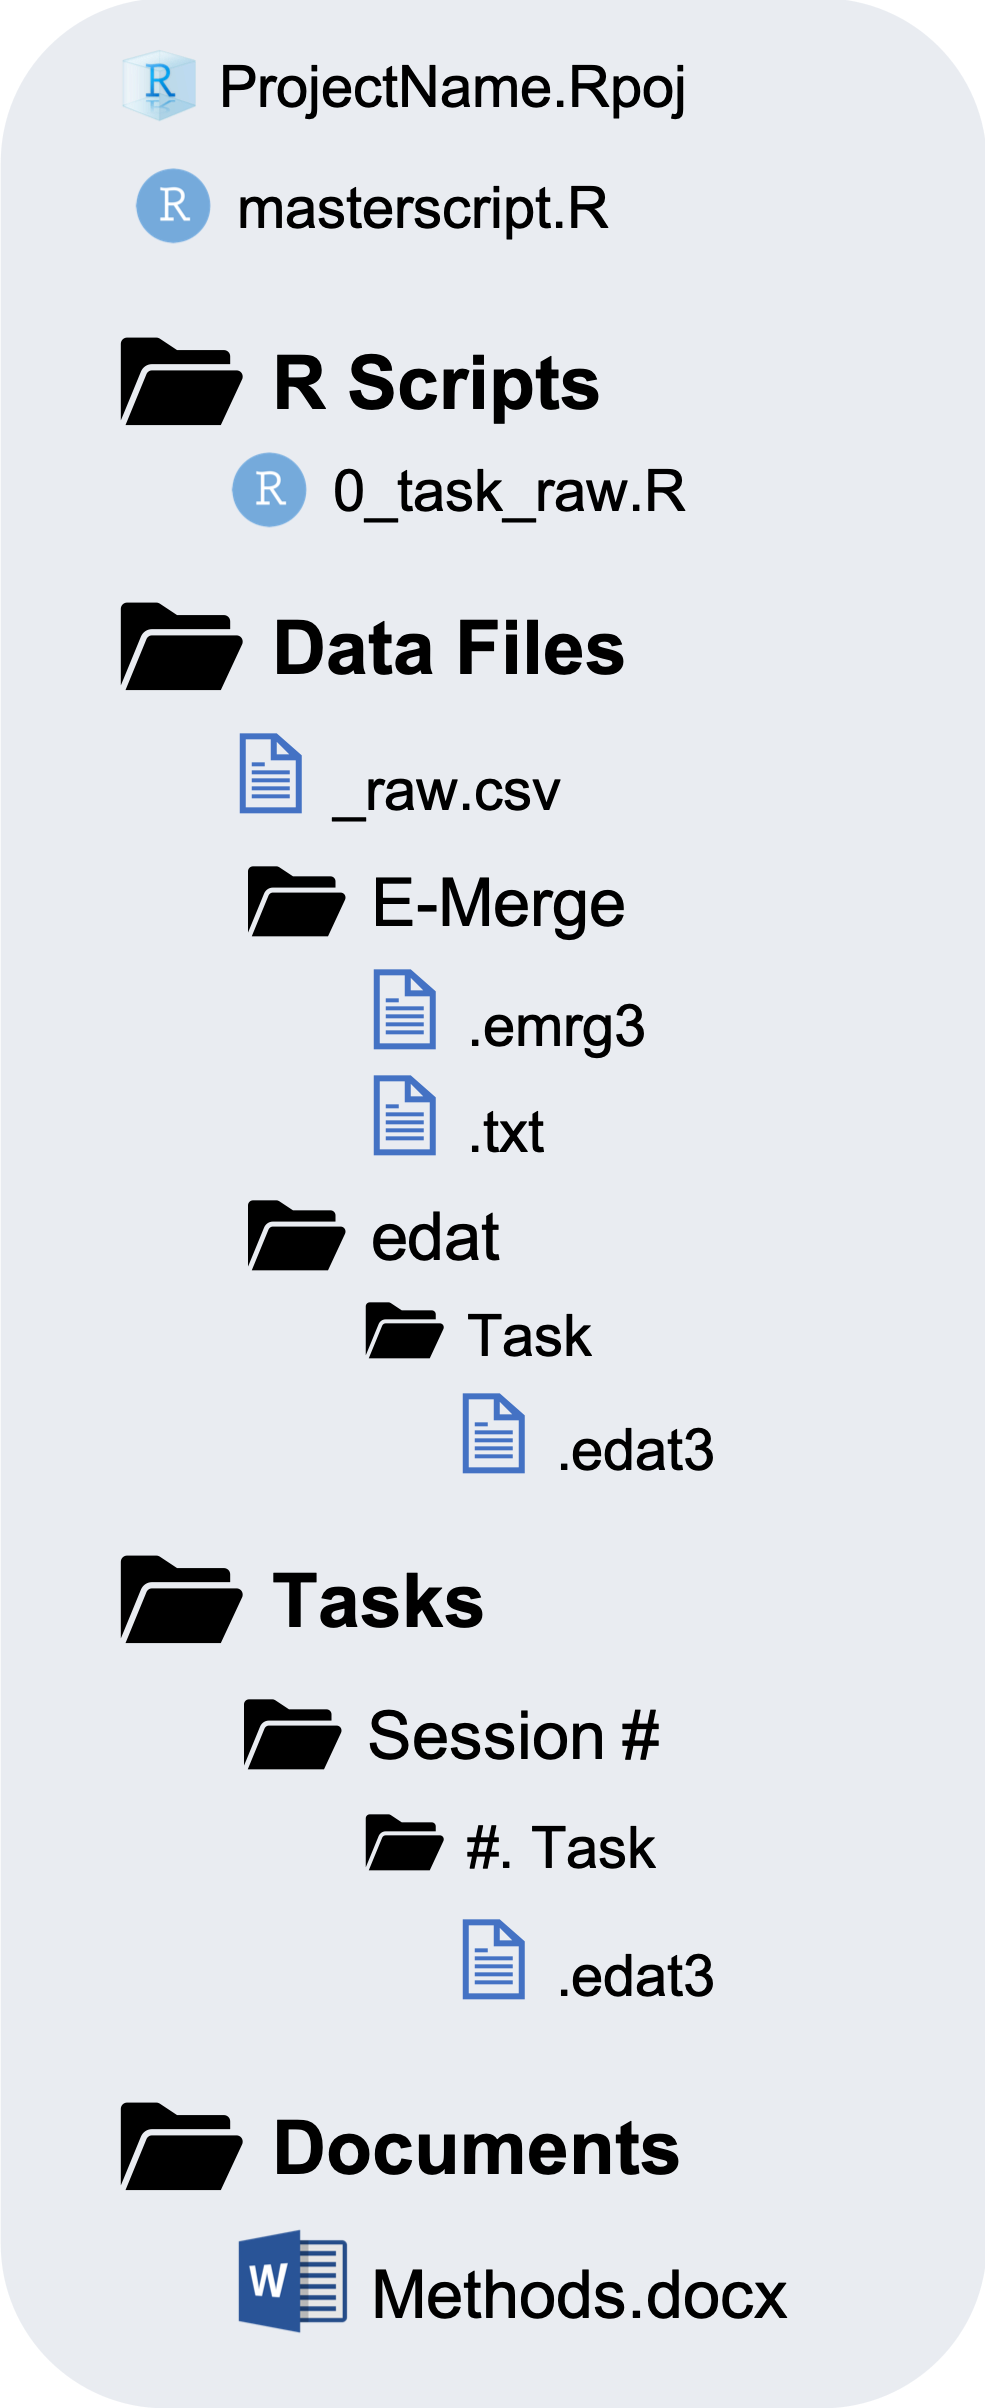 R ProjectName.Rpoj
R masterscript.R
R Scripts
R 0_task_raw.R
Data Files
_raw.csv
E-Merge
.emrg3
.txt
edat
Task
.edat3
Tasks
Session #
#. Task
.edat3
Documents
W Methods.docx